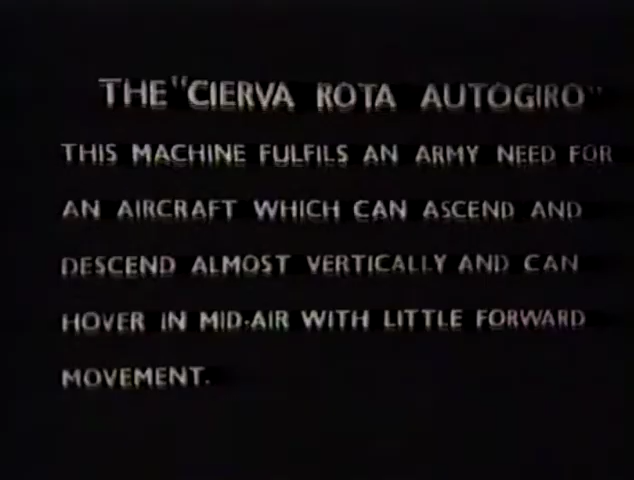 THE "CIERVA ROTA AUTOGIRO"
THIS MACHINE FULFILS AN ARMY NEED FOR
AN AIRCRAFT WHICH CAN ASCEND AND
DESCEND ALMOST VERTICALLY AND CAN
HOVER IN MID-AIR WITH LITTLE FORWARD
MOVEMENT.